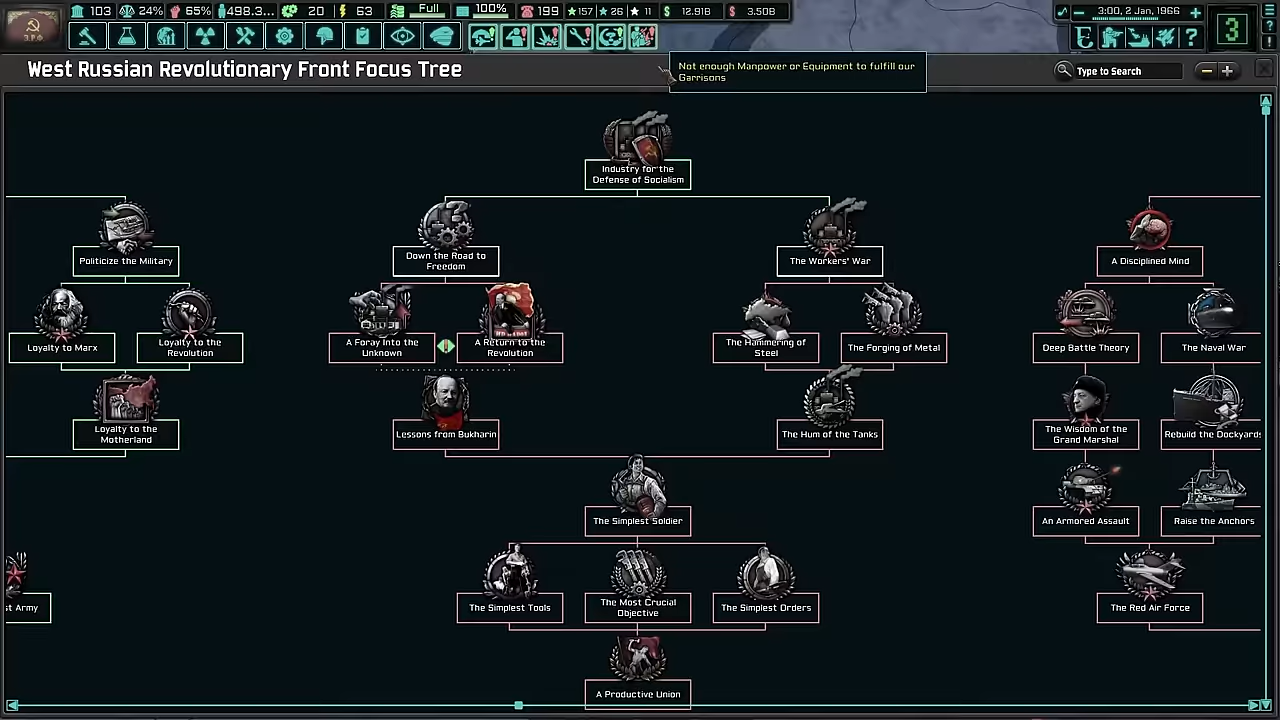 103 24% 65% 498.3... 20 63 Full 100% 199 157 26 11 $ 12.91B $ 3.50B 3:00, 2 Jan, 1966
3
West Russian Revolutionary Front Focus Tree
Not enough Manpower or Equipment to fulfill our
Garrisons
Type to Search
Industry for the
Defense of Socialism
Politicize the Military
Down the Road to
Freedom
The Workers' War
A Disciplined Mind
Loyalty to Marx
Loyalty to the
Revolution
A Foray Into the
Unknown
A Return to the
Revolution
The Hammering of
Steel
The Forging of Metal
Deep Battle Theory
The Naval War
Loyalty to the
Motherland
Lessons from Bukharin
The Hum of the Tanks
The Wisdom of the
Grand Marshal
Rebuild the Dockyards
The Simplest Soldier
An Armored Assault
Raise the Anchors
st Army
The Simplest Tools
The Most Crucial
Objective
The Simplest Orders
The Red Air Force
A Productive Union